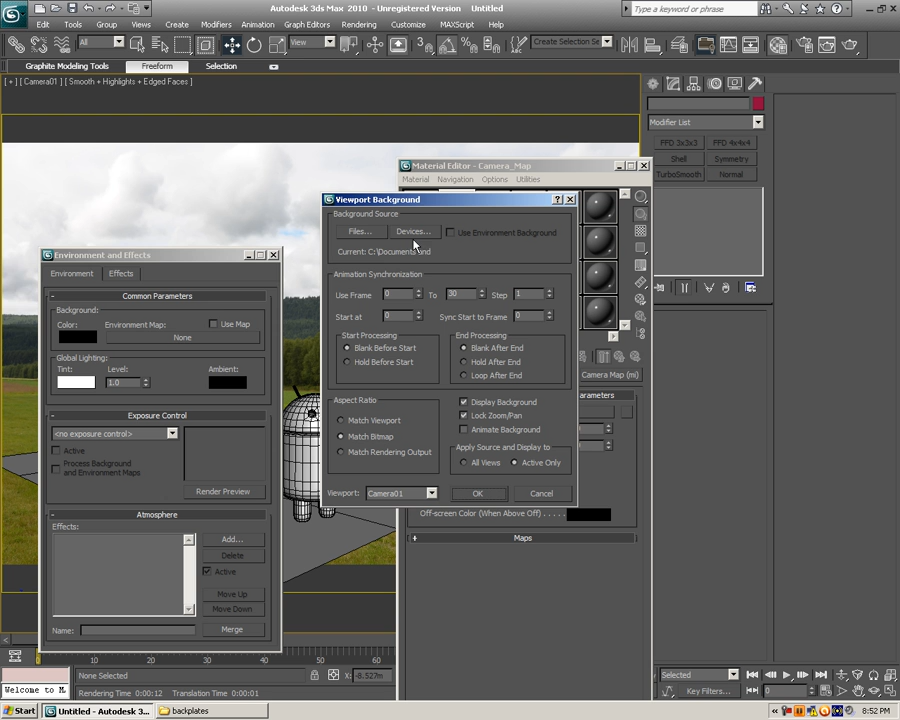 Autodesk 3ds Max 2010 - Unregistered Version Untitled
Type a keyword or phrase
Edit Tools Group Views Create Modifiers Animation Graph Editors Rendering Customize MAXScript Help
All
View
Create Selection Se
Graphite Modeling Tools Freeform Selection
[ + ] [ Camera01 ] [ Smooth + Highlights + Edged Faces ]
Modifier List
FFD 3x3x3 FFD 4x4x4
Shell Symmetry
TurboSmooth Normal
Material Editor - Camera_Map
Material Navigation Options Utilities
Camera Map (mi)
arameters
Off-screen Color (When Above Off) . . . . .
+ Maps
Viewport Background
Background Source
Files... Devices... Use Environment Background
Current: C:\Documents and
Animation Synchronization
Use Frame 0 To 30 Step 1
Start at 0 Sync Start to Frame 0
Start Processing
Blank Before Start
Hold Before Start
End Processing
Blank After End
Hold After End
Loop After End
Aspect Ratio
Match Viewport
Match Bitmap
Match Rendering Output
Display Background
Lock Zoom/Pan
Animate Background
Apply Source and Display to
All Views Active Only
Viewport: Camera01 OK Cancel
Environment and Effects
Environment Effects
- Common Parameters
Background:
Color: Environment Map: Use Map
None
Global Lighting:
Tint: Level: Ambient:
1.0
- Exposure Control
<no exposure control>
Active
Process Background
and Environment Maps
Render Preview
- Atmosphere
Effects:
Add...
Delete
Active
Move Up
Move Down
Name: Merge
0 10 20 30 40 50 60
None Selected X: -8.527m
Welcome to M
Rendering Time 0:00:12 Translation Time 0:00:01
Selected
Key Filters... 0
Start Untitled - Autodesk 3... backplates 8:52 PM